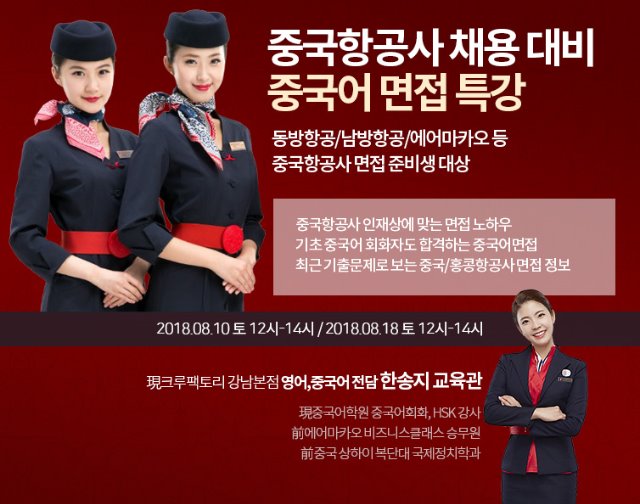 중국항공사 채용 대비
중국어 면접 특강
동방항공/남방항공/에어마카오 등
중국항공사 면접 준비생 대상
중국항공사 인재상에 맞는 면접 노하우
기초 중국어 회화자도 합격하는 중국어면접
최근 기출문제로 보는 중국/홍콩항공사 면접 정보
2018.08.10 토 12시-14시 / 2018.08.18 토 12시-14시
現크루팩토리 강남본점 영어,중국어 전담 한송지 교육관
現중국어학원 중국어회화, HSK 강사
前에어마카오 비즈니스클래스 승무원
前중국 상하이 복단대 국제정치학과